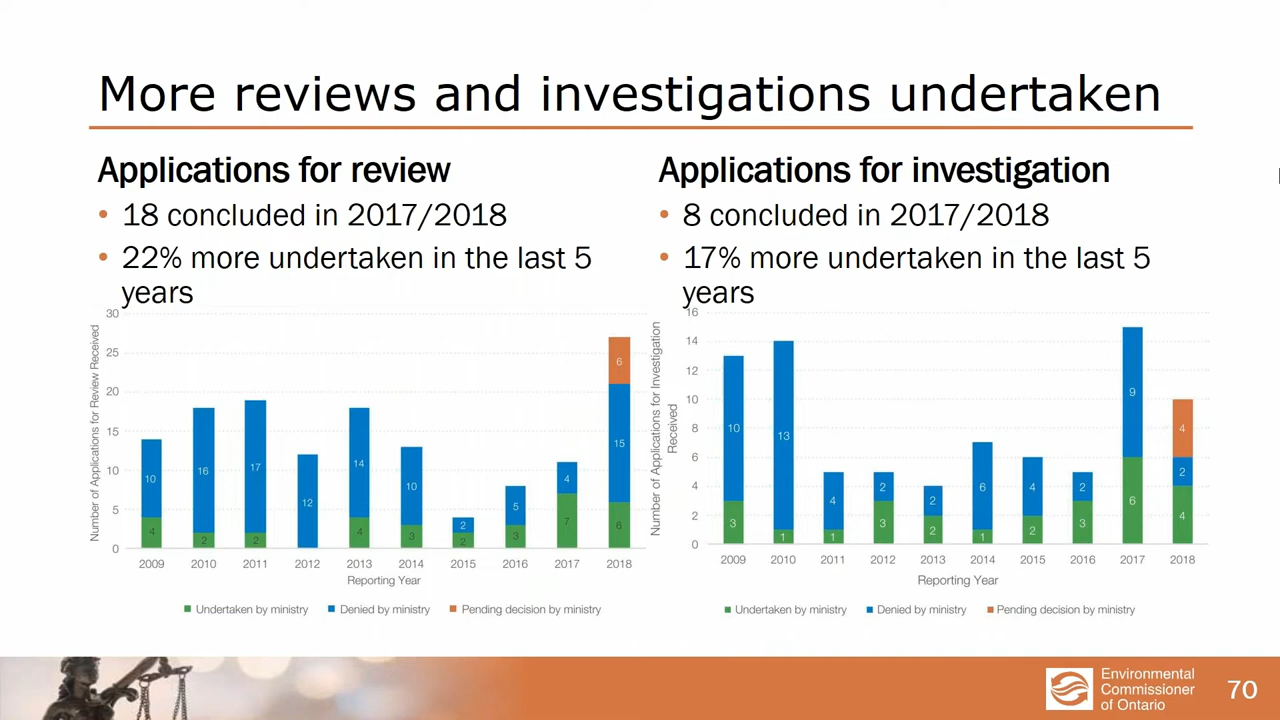 More reviews and investigations undertaken
Applications for review
• 18 concluded in 2017/2018
• 22% more undertaken in the last 5
years
Number of Applications for Review Received
30
25
20
15
10
5
0
10
4
16
2
17
2
12
14
4
10
3
2
2
5
3
4
7
6
15
6
2009 2010 2011 2012 2013 2014 2015 2016 2017 2018
Reporting Year
Undertaken by ministry Denied by ministry Pending decision by ministry
Applications for investigation
• 8 concluded in 2017/2018
• 17% more undertaken in the last 5
years
Number of Applications for Investigation
Received
16
14
12
10
8
6
4
2
0
10
3
13
1
4
1
2
3
2
2
6
1
4
2
2
3
9
6
4
2
4
2009 2010 2011 2012 2013 2014 2015 2016 2017 2018
Reporting Year
Undertaken by ministry Denied by ministry Pending decision by ministry
Environmental
Commissioner
of Ontario
70